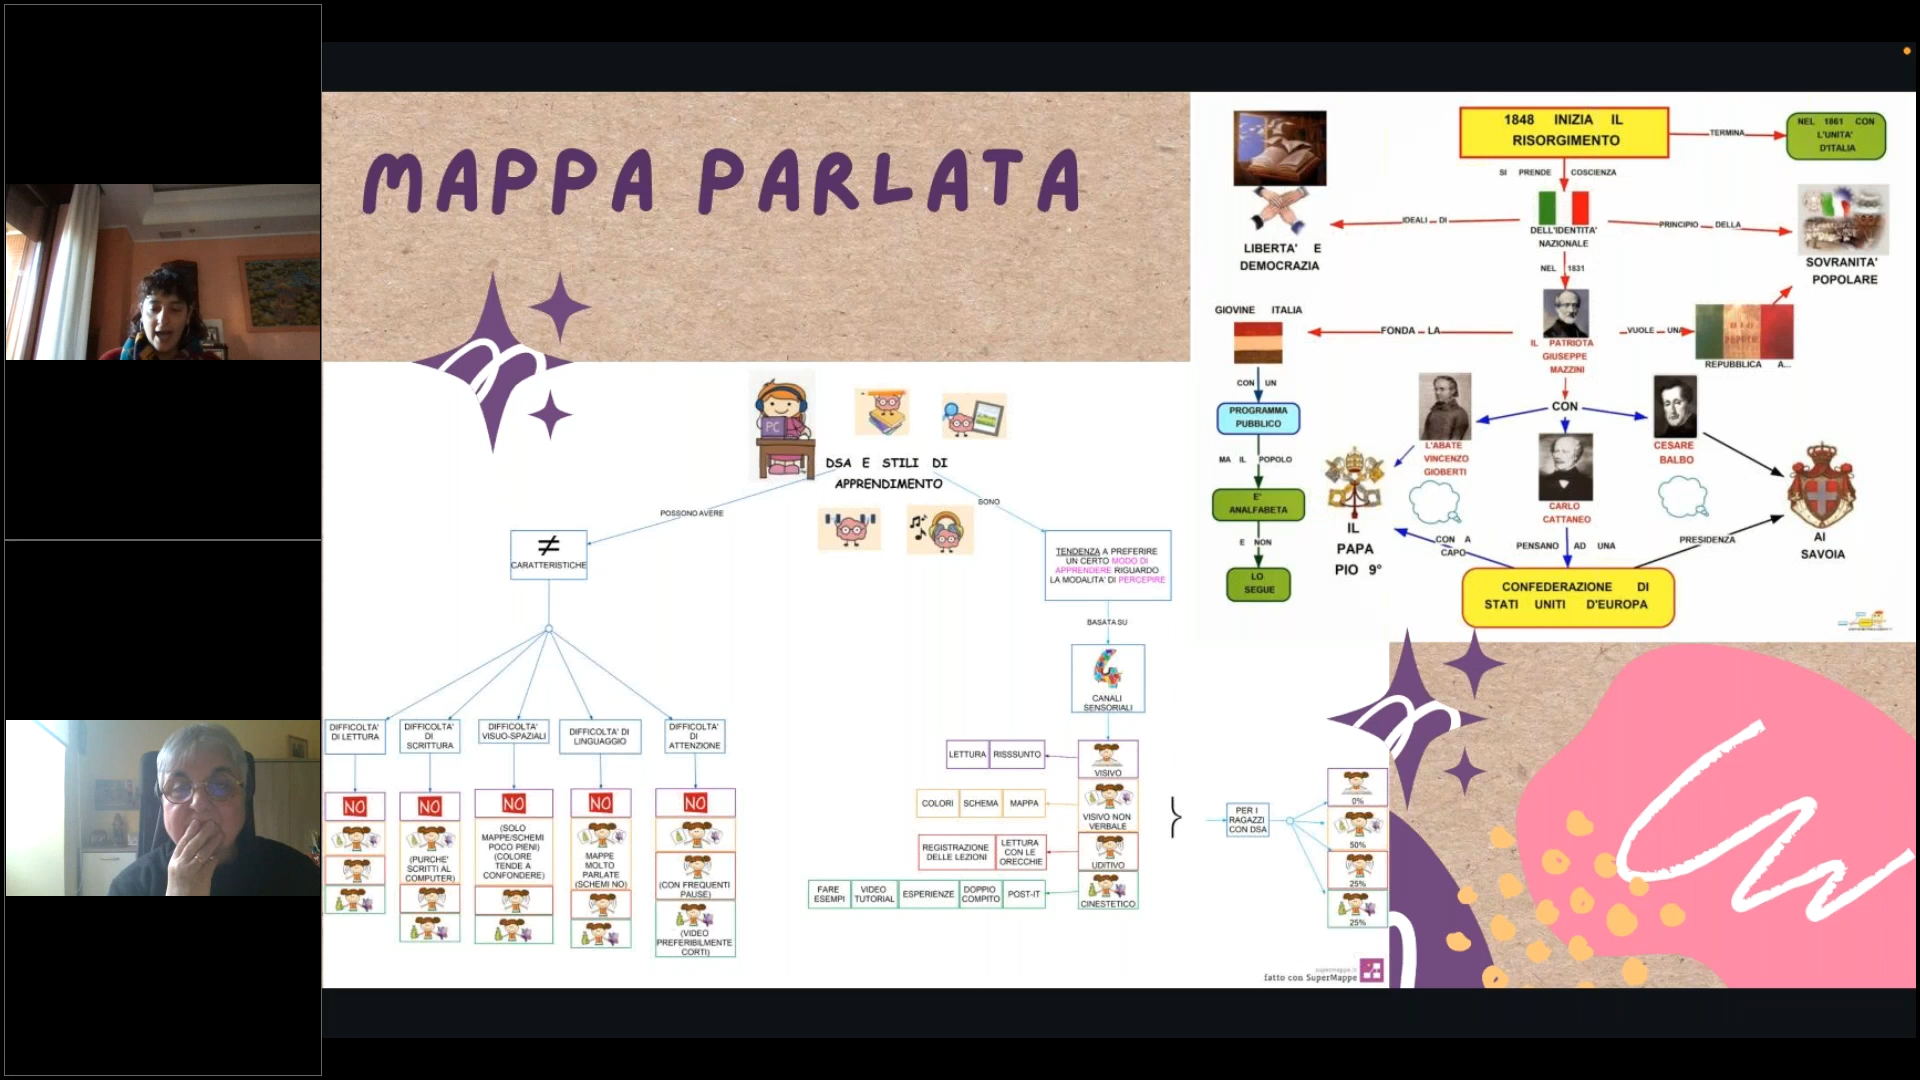 MAPPA PARLATA
PC
DSA E STILI DI
APPRENDIMENTO
POSSONO AVERE
SONO
≠
CARATTERISTICHE
DIFFICOLTA'
DI LETTURA
DIFFICOLTA'
DI
SCRITTURA
DIFFICOLTA'
VISUO-SPAZIALI
DIFFICOLTA' DI
LINGUAGGIO
DIFFICOLTA'
DI
ATTENZIONE
NO
NO
NO
NO
NO
(PURCHE'
SCRITTI AL
COMPUTER)
(SOLO
MAPPE/SCHEMI
POCO PIENI)
(COLORE
TENDE A
CONFONDERE)
MAPPE
MOLTO
PARLATE
(SCHEMI NO)
(CON FREQUENTI
PAUSE)
(VIDEO
PREFERIBILMENTE
CORTI)
TENDENZA A PREFERIRE
UN CERTO MODO DI
APPRENDERE RIGUARDO
LA MODALITA' DI PERCEPIRE
BASATA SU
CANALI
SENSORIALI
LETTURA
RISSSUNTO
VISIVO
COLORI
SCHEMA
MAPPA
VISIVO NON
VERBALE
REGISTRAZIONE
DELLE LEZIONI
LETTURA
CON LE
ORECCHIE
UDITIVO
FARE
ESEMPI
VIDEO
TUTORIAL
ESPERIENZE
DOPPIO
COMPITO
POST-IT
CINESTETICO
PER I
RAGAZZI
CON DSA
0%
50%
25%
25%
supermappe.it
fatto con SuperMappe
1848 INIZIA IL
RISORGIMENTO
TERMINA
NEL 1861 CON
L'UNITA'
D'ITALIA
SI PRENDE COSCIENZA
IDEALI DI
DELL'IDENTITA'
NAZIONALE
PRINCIPIO DELLA
LIBERTA' E
DEMOCRAZIA
SOVRANITA'
POPOLARE
NEL 1831
GIOVINE ITALIA
FONDA LA
IL PATRIOTA
GIUSEPPE
MAZZINI
VUOLE UNA
REPUBBLICA A...
CON UN
PROGRAMMA
PUBBLICO
MA IL POPOLO
E'
ANALFABETA
E NON
LO
SEGUE
CON
L'ABATE
VINCENZO
GIOBERTI
CARLO
CATTANEO
CESARE
BALBO
IL
PAPA
PIO 9°
CON A
CAPO
PENSANO AD UNA
PRESIDENZA
AI
SAVOIA
CONFEDERAZIONE DI
STATI UNITI D'EUROPA